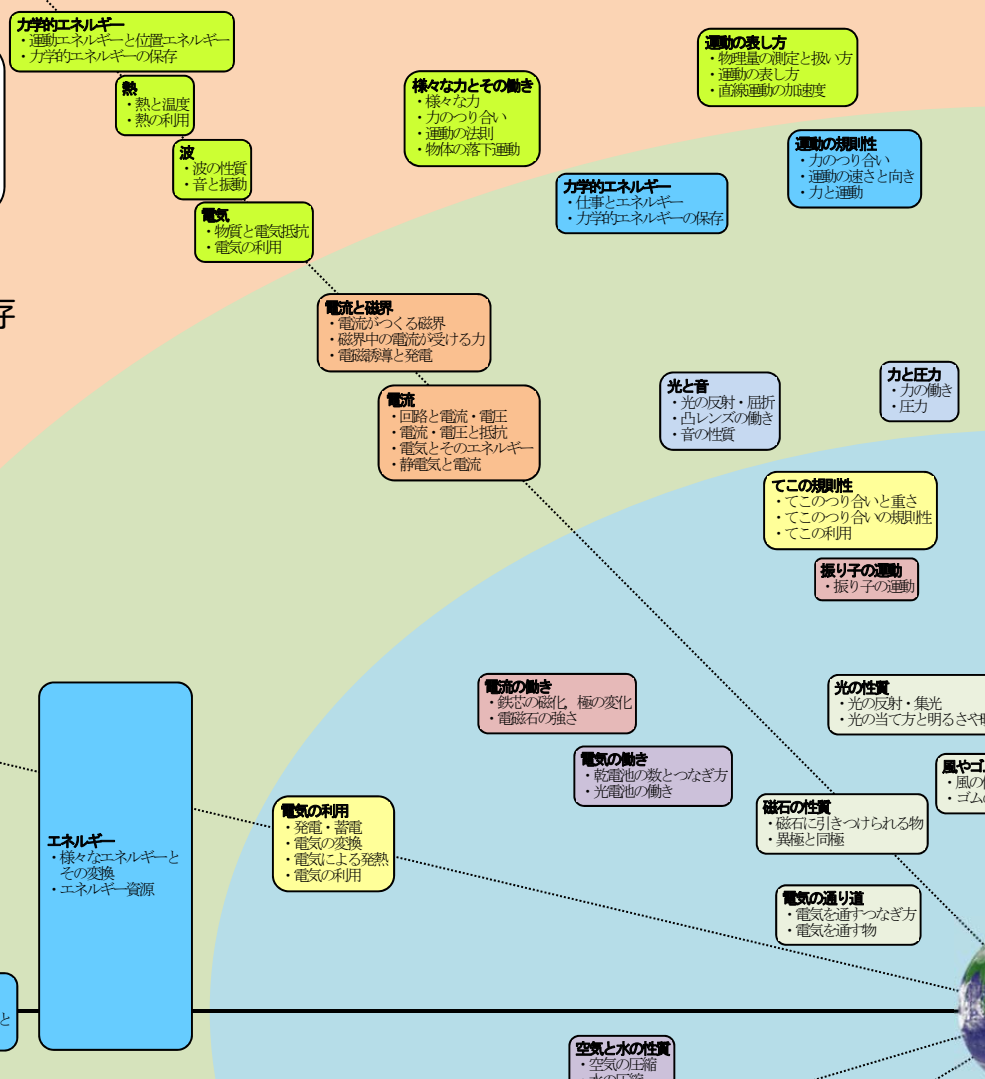 力学的エネルギー
・運動エネルギーと位置エネルギー
・力学的エネルギーの保存
熱
・熱と温度
・熱の利用
波
・波の性質
・音と振動
電気
・物質と電気抵抗
・電気の利用
様々な力とその働き
・様々な力
・力のつり合い
・運動の法則
・物体の落下運動
運動の表し方
・物理量の測定と扱い方
・運動の表し方
・直線運動の加速度
運動の規則性
・力のつり合い
・運動の速さと向き
・力と運動
力学的エネルギー
・仕事とエネルギー
・力学的エネルギーの保存
存
電流と磁界
・電流がつくる磁界
・磁界中の電流が受ける力
・電磁誘導と発電
電流
・回路と電流・電圧
・電流・電圧と抵抗
・電気とそのエネルギー
・静電気と電流
光と音
・光の反射・屈折
・凸レンズの働き
・音の性質
力と圧力
・力の働き
・圧力
てこの規則性
・てこのつり合いと重さ
・てこのつり合いの規則性
・てこの利用
振り子の運動
・振り子の運動
電流の働き
・鉄芯の磁化，極の変化
・電磁石の強さ
光の性質
・光の反射・集光
・光の当て方と明るさや
電気の働き
・乾電池の数とつなぎ方
・光電池の働き
風やゴ
・風の
・ゴム
磁石の性質
・磁石に引きつけられる物
・異極と同極
電気の利用
・発電・蓄電
・電気の変換
・電気による発熱
・電気の利用
エネルギー
・様々なエネルギーと
その変換
・エネルギー資源
電気の通り道
・電気を通すつなぎ方
・電気を通す物
と
空気と水の性質
・空気の圧縮